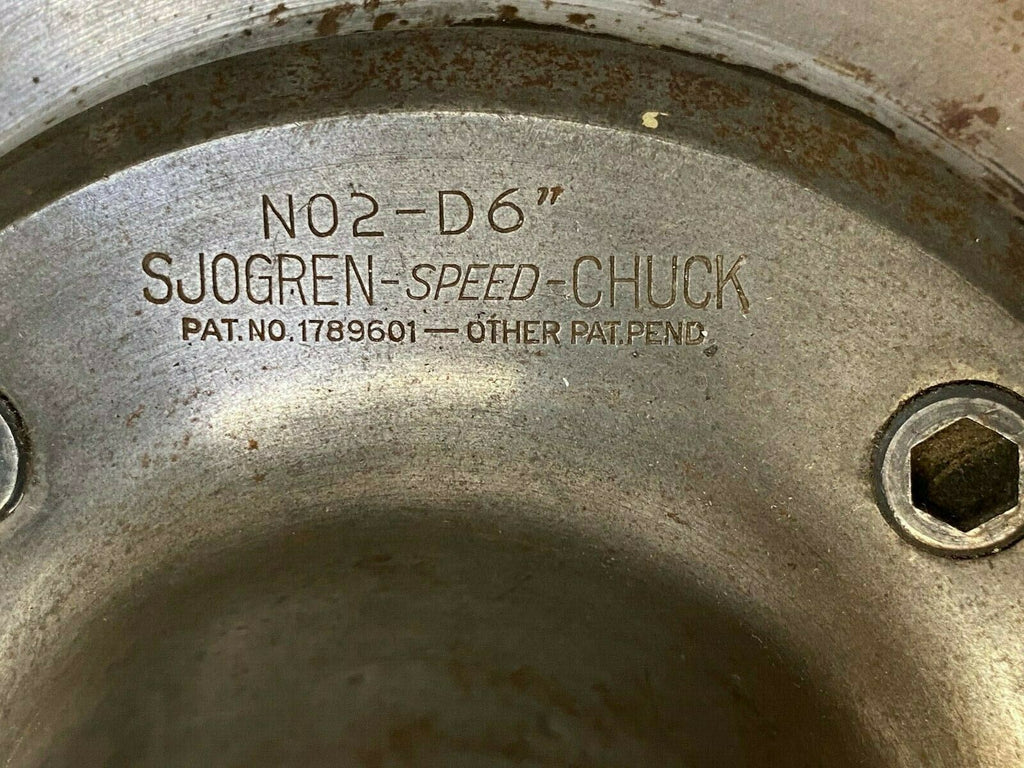 NO2-D6"
SJOGREN-SPEED-CHUCK
PAT.NO.1789601—OTHER PAT.PEND.